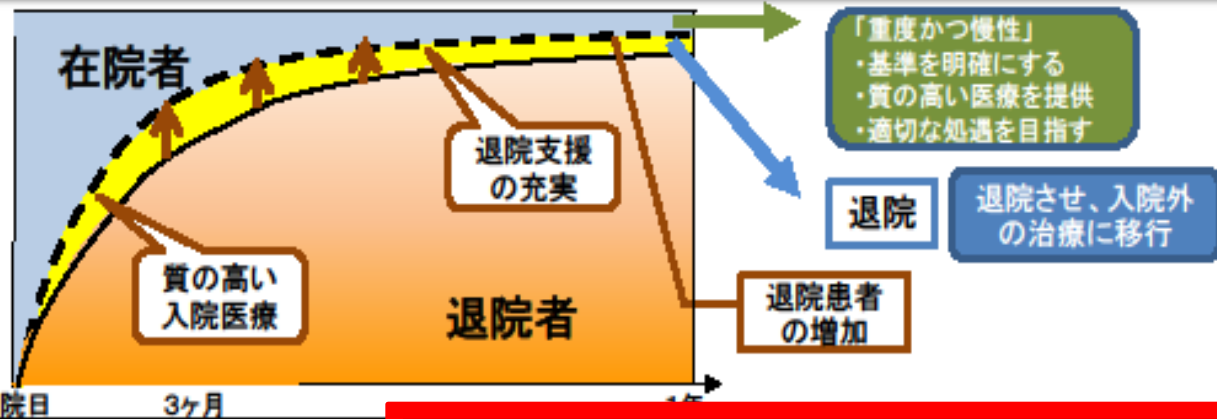 在院者
「重度かつ慢性」
・基準を明確にする
・質の高い医療を提供
・適切な処遇を目指す
退院支援
の充実
退院
退院させ、入院外
の治療に移行
質の高い
入院医療
退院者
退院患者
の増加
院日
3ヶ月